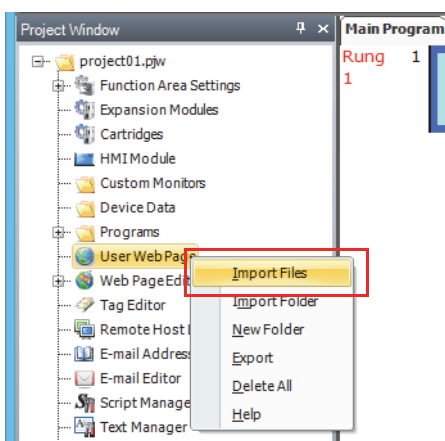 Project Window
Main Program
Rung 1
1
project01.pjw
Function Area Settings
Expansion Modules
Cartridges
HMI Module
Custom Monitors
Device Data
Programs
User Web Page
Import Files
Web Page Edit
Tag Editor
Import Folder
Remote Host
New Folder
E-mail Address
Export
E-mail Editor
Delete All
Script Manage
Help
Text Manager